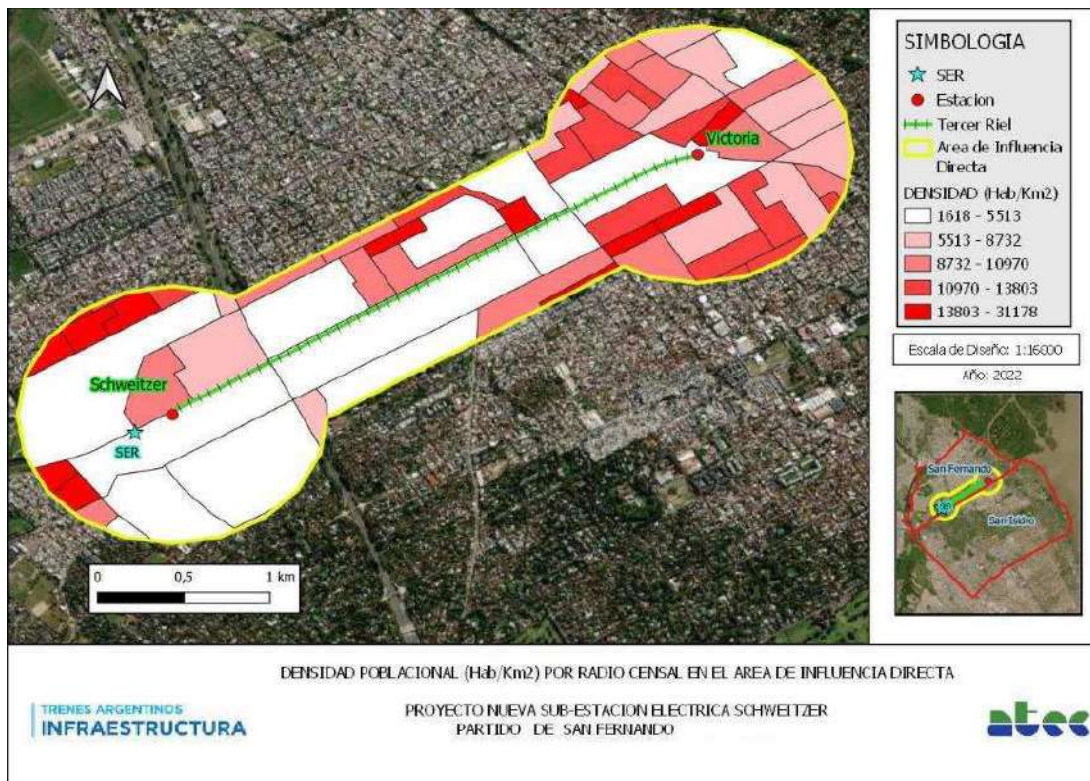 Victoria
Schweitzer
SER
0 0,5 1 km
SIMBOLOGIA
SER
Estacion
Tercer Riel
Area de Influencia
Directa
DENSIDAD (Hab/Km2)
1618 - 5513
5513 - 8732
8732 - 10970
10970 - 13803
13803 - 31178
Escala de Diseño: 1:16000
Año: 2022
San Fernando
San Isidro
DENSIDAD POBLACIONAL (Hab/Km2) POR RADIO CENSAL EN EL AREA DE INFLUENCIA DIRECTA
TRENES ARGENTINOS
INFRAESTRUCTURA
PROYECTO NUEVA SUB-ESTACION ELECTRICA SCHWEITZER
PARTIDO DE SAN FERNANDO
atec